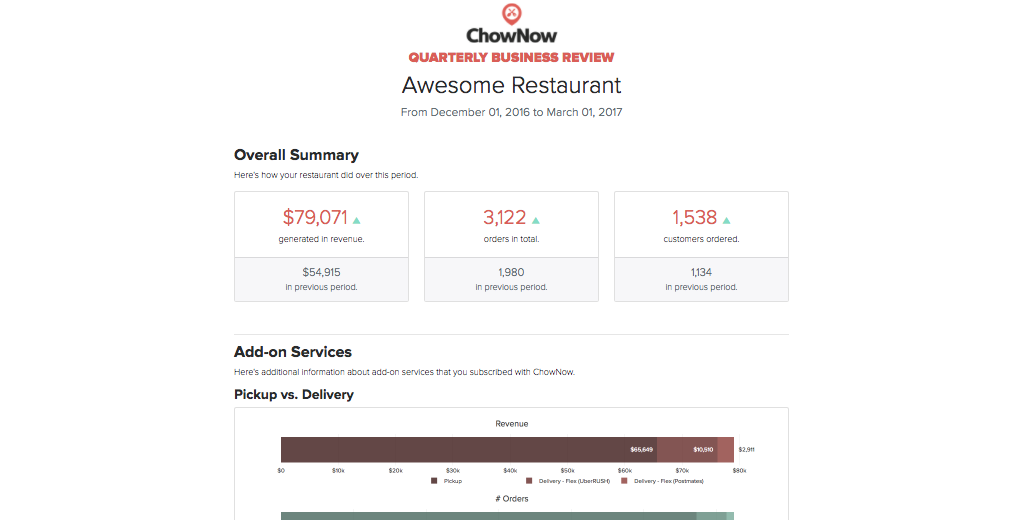 ChowNow
QUARTERLY BUSINESS REVIEW
Awesome Restaurant
From December 01, 2016 to March 01, 2017
Overall Summary
Here's how your restaurant did over this period.
$79,071
generated in revenue.
$54,915
in previous period.
3,122
orders in total.
1,980
in previous period.
1,538
customers ordered.
1,134
in previous period.
Add-on Services
Here's additional information about add-on services that you subscribed with ChowNow.
Pickup vs. Delivery
Revenue
$65,649 $10,510 $2,911
$0 $10k $20k $30k $40k $50k $60k $70k $80k
Pickup Delivery - Flex (UberRUSH) Delivery - Flex (Postmates)
# Orders